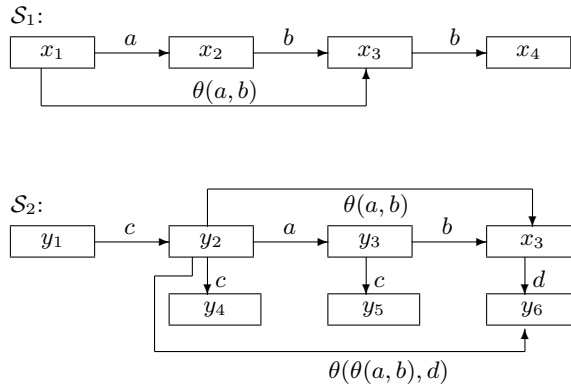 𝒮₁:
a b b
x₁ x₂ x₃ x₄
θ(a, b)
𝒮₂:
θ(a, b)
c a b
y₁ y₂ y₃ x₃
c c d
y₄ y₅ y₆
θ(θ(a, b), d)